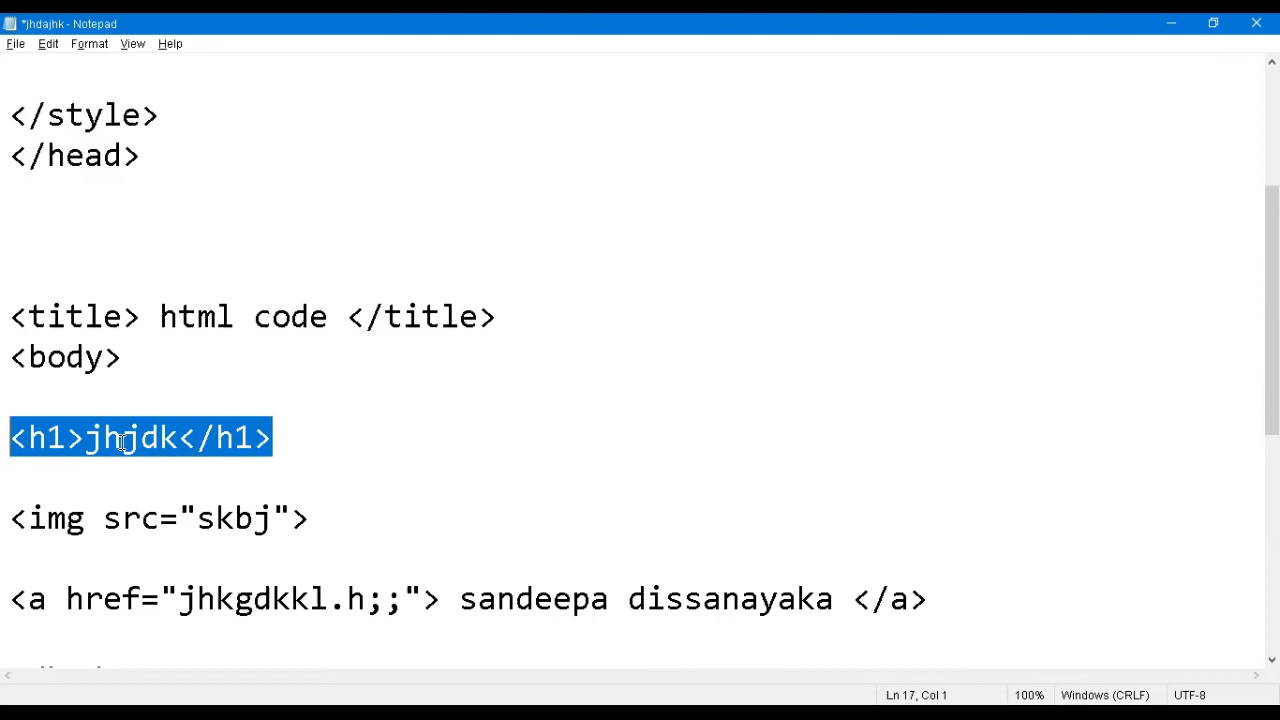 *jhdajhk - Notepad
File Edit Format View Help
</style>
</head>
<title> html code </title>
<body>
<h1>jhjdk</h1>
<img src="skbj">
<a href="jhkgdkkl.h;;"> sandeepa dissanayaka </a>
Ln 17, Col 1 100% Windows (CRLF) UTF-8